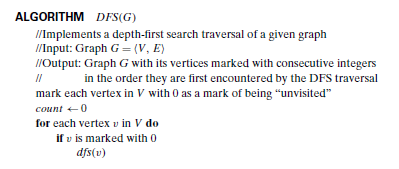 ALGORITHM DFS(G)
//Implements a depth-first search traversal of a given graph
//Input: Graph G = ⟨V, E⟩
//Output: Graph G with its vertices marked with consecutive integers
// in the order they are first encountered by the DFS traversal
mark each vertex in V with 0 as a mark of being “unvisited”
count ← 0
for each vertex v in V do
if v is marked with 0
dfs(v)